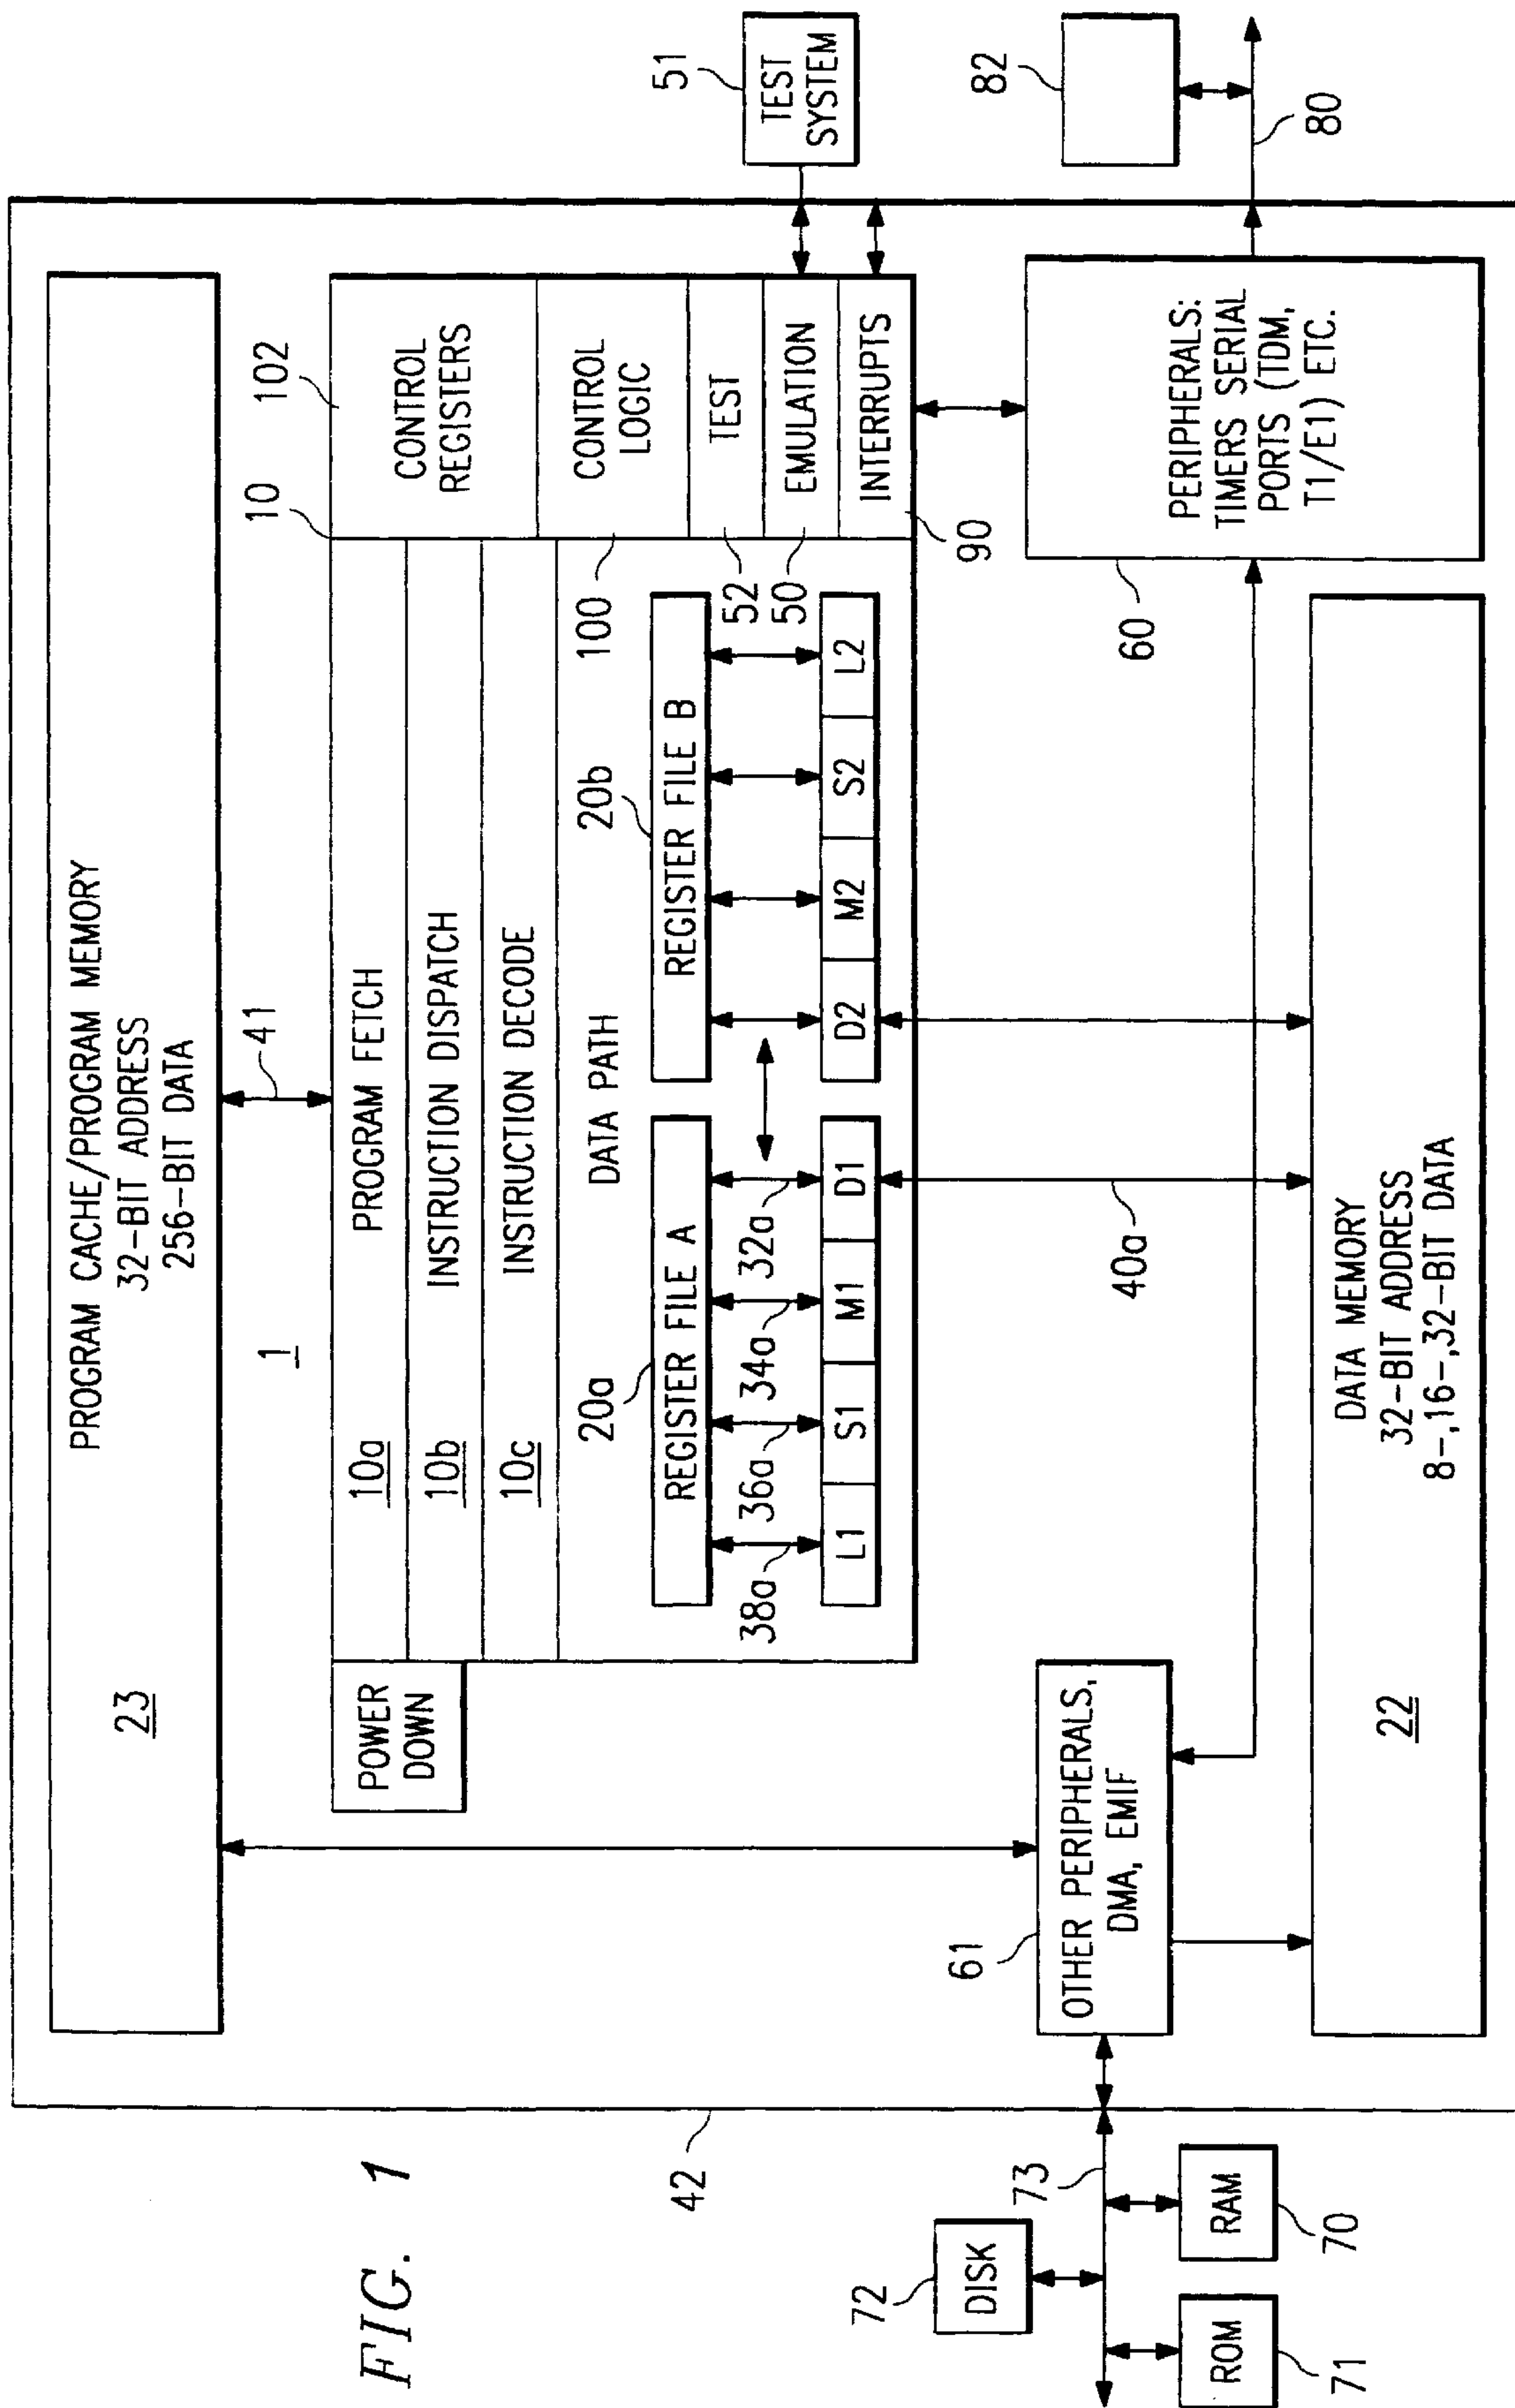 FIG. 1
42
PROGRAM CACHE/PROGRAM MEMORY
32-BIT ADDRESS
256-BIT DATA
23
1
41
POWER
DOWN
10
102
10a
PROGRAM FETCH
10b
INSTRUCTION DISPATCH
10c
INSTRUCTION DECODE
DATA PATH
20a
REGISTER FILE A
20b
REGISTER FILE B
38a
36a
34a
32a
L1
S1
M1
D1
D2
M2
S2
L2
CONTROL
REGISTERS
CONTROL
LOGIC
100
TEST
52
EMULATION
50
INTERRUPTS
90
51
TEST
SYSTEM
82
80
72
DISK
73
ROM
71
RAM
70
61
OTHER PERIPHERALS,
DMA, EMIF
40a
60
PERIPHERALS:
TIMERS SERIAL
PORTS (TDM,
T1/E1) ETC.
DATA MEMORY
32-BIT ADDRESS
8-,16-,32-BIT DATA
22